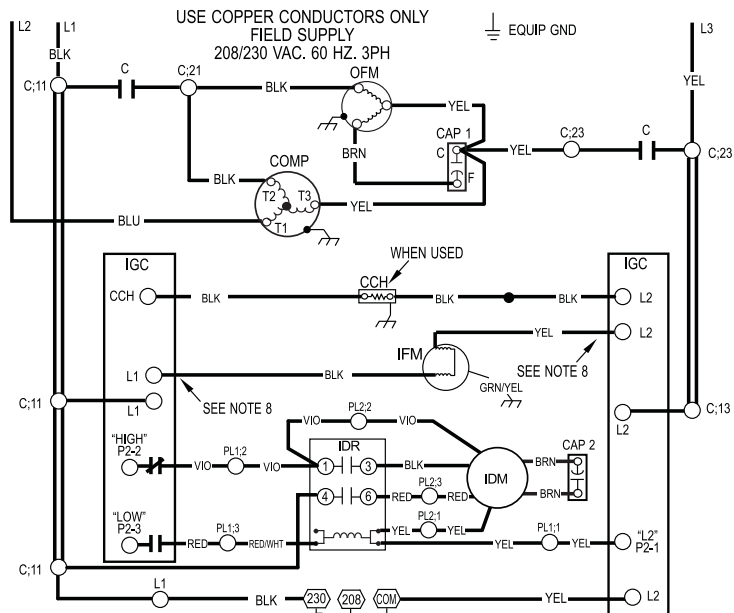 L2
L1
USE COPPER CONDUCTORS ONLY
FIELD SUPPLY
208/230 VAC. 60 HZ. 3PH
EQUIP GND
L3
BLK
C;11
C
C;21
BLK
OFM
YEL
YEL
BRN
CAP 1
C
F
YEL
C;23
C
C;23
COMP
BLK
T2
T3
T1
YEL
BLU
IGC
WHEN USED
IGC
CCH
BLK
CCH
BLK
BLK
L2
YEL
L2
IFM
SEE NOTE 8
L1
BLK
GRN/YEL
C;11
L1
SEE NOTE 8
L2
C;13
VIO
PL2;2
VIO
"HIGH"
P2-2
PL1;2
IDR
CAP 2
VIO
VIO
1
3
BLK
BRN
PL2;3
IDM
4
6
RED
RED
BRN
"LOW"
P2-3
PL1;3
PL2;1
YEL
YEL
PL1;1
"L2"
P2-1
RED
RED/WHT
YEL
YEL
C;11
L1
BLK
230
208
COM
YEL
L2